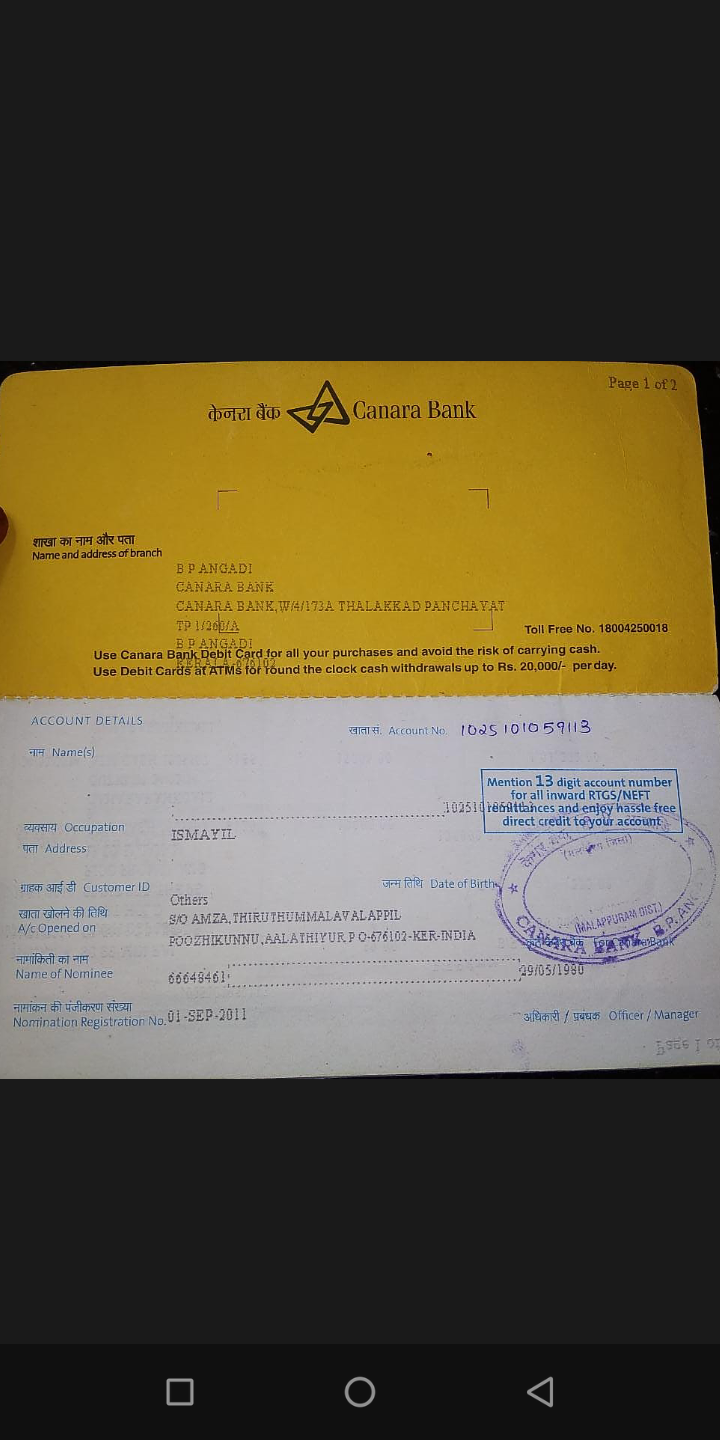 Page 1 of 2
केनरा बैंक Canara Bank
शाखा का नाम और पता
Name and address of branch
B P ANGADI
CANARA BANK
CANARA BANK,W/4/173A THALAKKAD PANCHAYAT
TP 1/260/A
B P ANGADI
KERALA-676102
Toll Free No. 18004250018
Use Canara Bank Debit Card for all your purchases and avoid the risk of carrying cash.
Use Debit Cards at ATMs for round the clock cash withdrawals up to Rs. 20,000/- per day.
ACCOUNT DETAILS
खाता सं. Account No. 1025101059113
नाम Name(s)
Mention 13 digit account number
for all inward RTGS/NEFT
remittances and enjoy hassle free
direct credit to your account
व्यवसाय Occupation
ISMAYIL
पता Address
ग्राहक आई डी Customer ID
जन्म तिथि Date of Birth
Others
खाता खोलने की तिथि
A/c Opened on
S/O AMZA,THIRUTHUMMALAVALAPPIL
POOZHIKUNNU,AALATHIYUR P O-676102-KER-INDIA
(MALAPPURAM DIST.)
CANARA BANK B.P.
नामांकिती का नाम
Name of Nominee
66648461
29/05/1980
नामांकन की पंजीकरण संख्या
Nomination Registration No.
01-SEP-2011
अधिकारी / प्रबंधक Officer / Manager